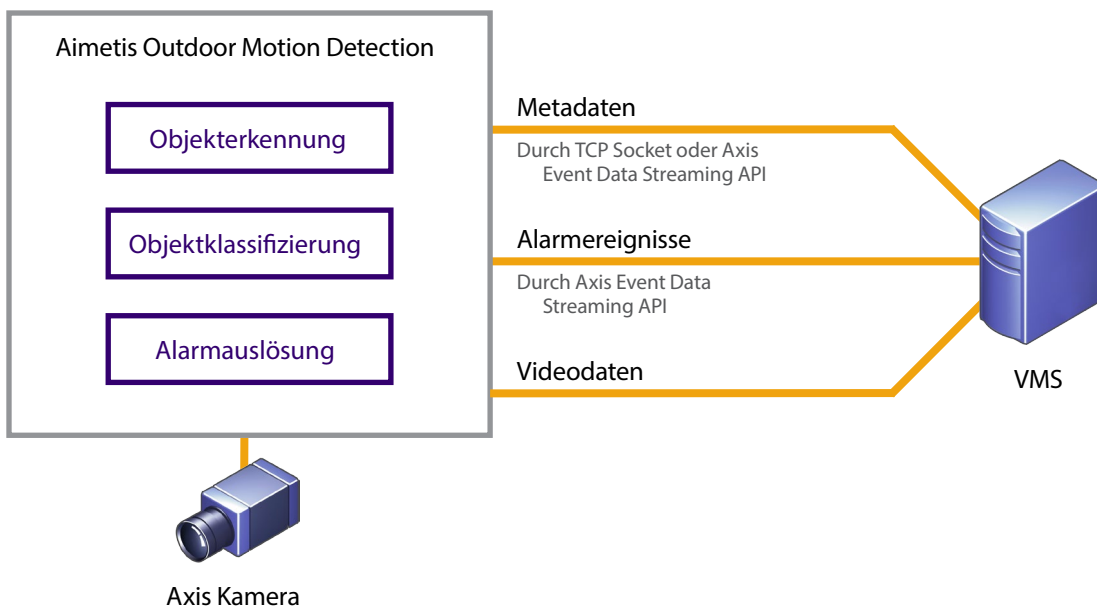 Aimetis Outdoor Motion Detection
Objekterkennung
Objektklassifizierung
Alarmauslösung
Metadaten
Durch TCP Socket oder Axis
Event Data Streaming API
Alarmereignisse
Durch Axis Event Data
Streaming API
Videodaten
VMS
Axis Kamera